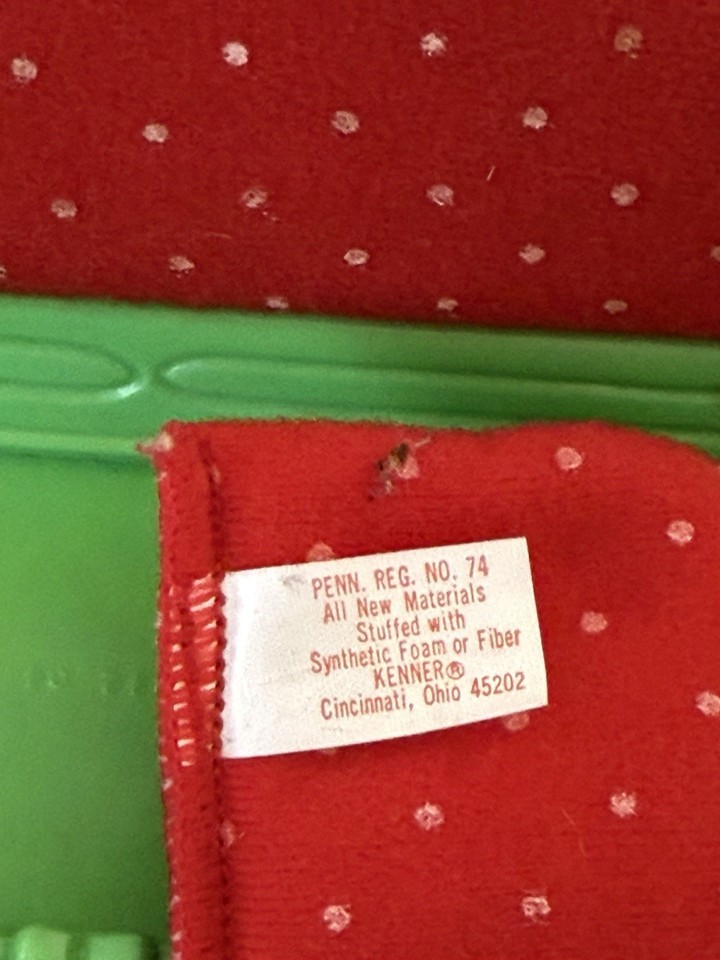 PENN. REG. NO. 74
All New Materials
Stuffed with
Synthetic Foam or Fiber
KENNER®
Cincinnati, Ohio 45202